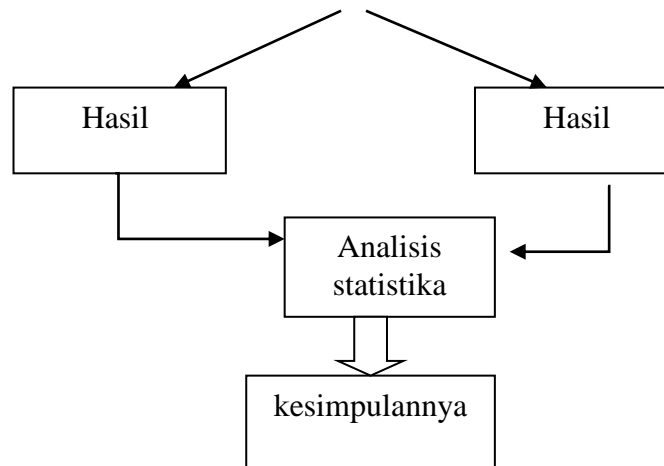 Hasil
Hasil
Analisis
statistika
kesimpulannya